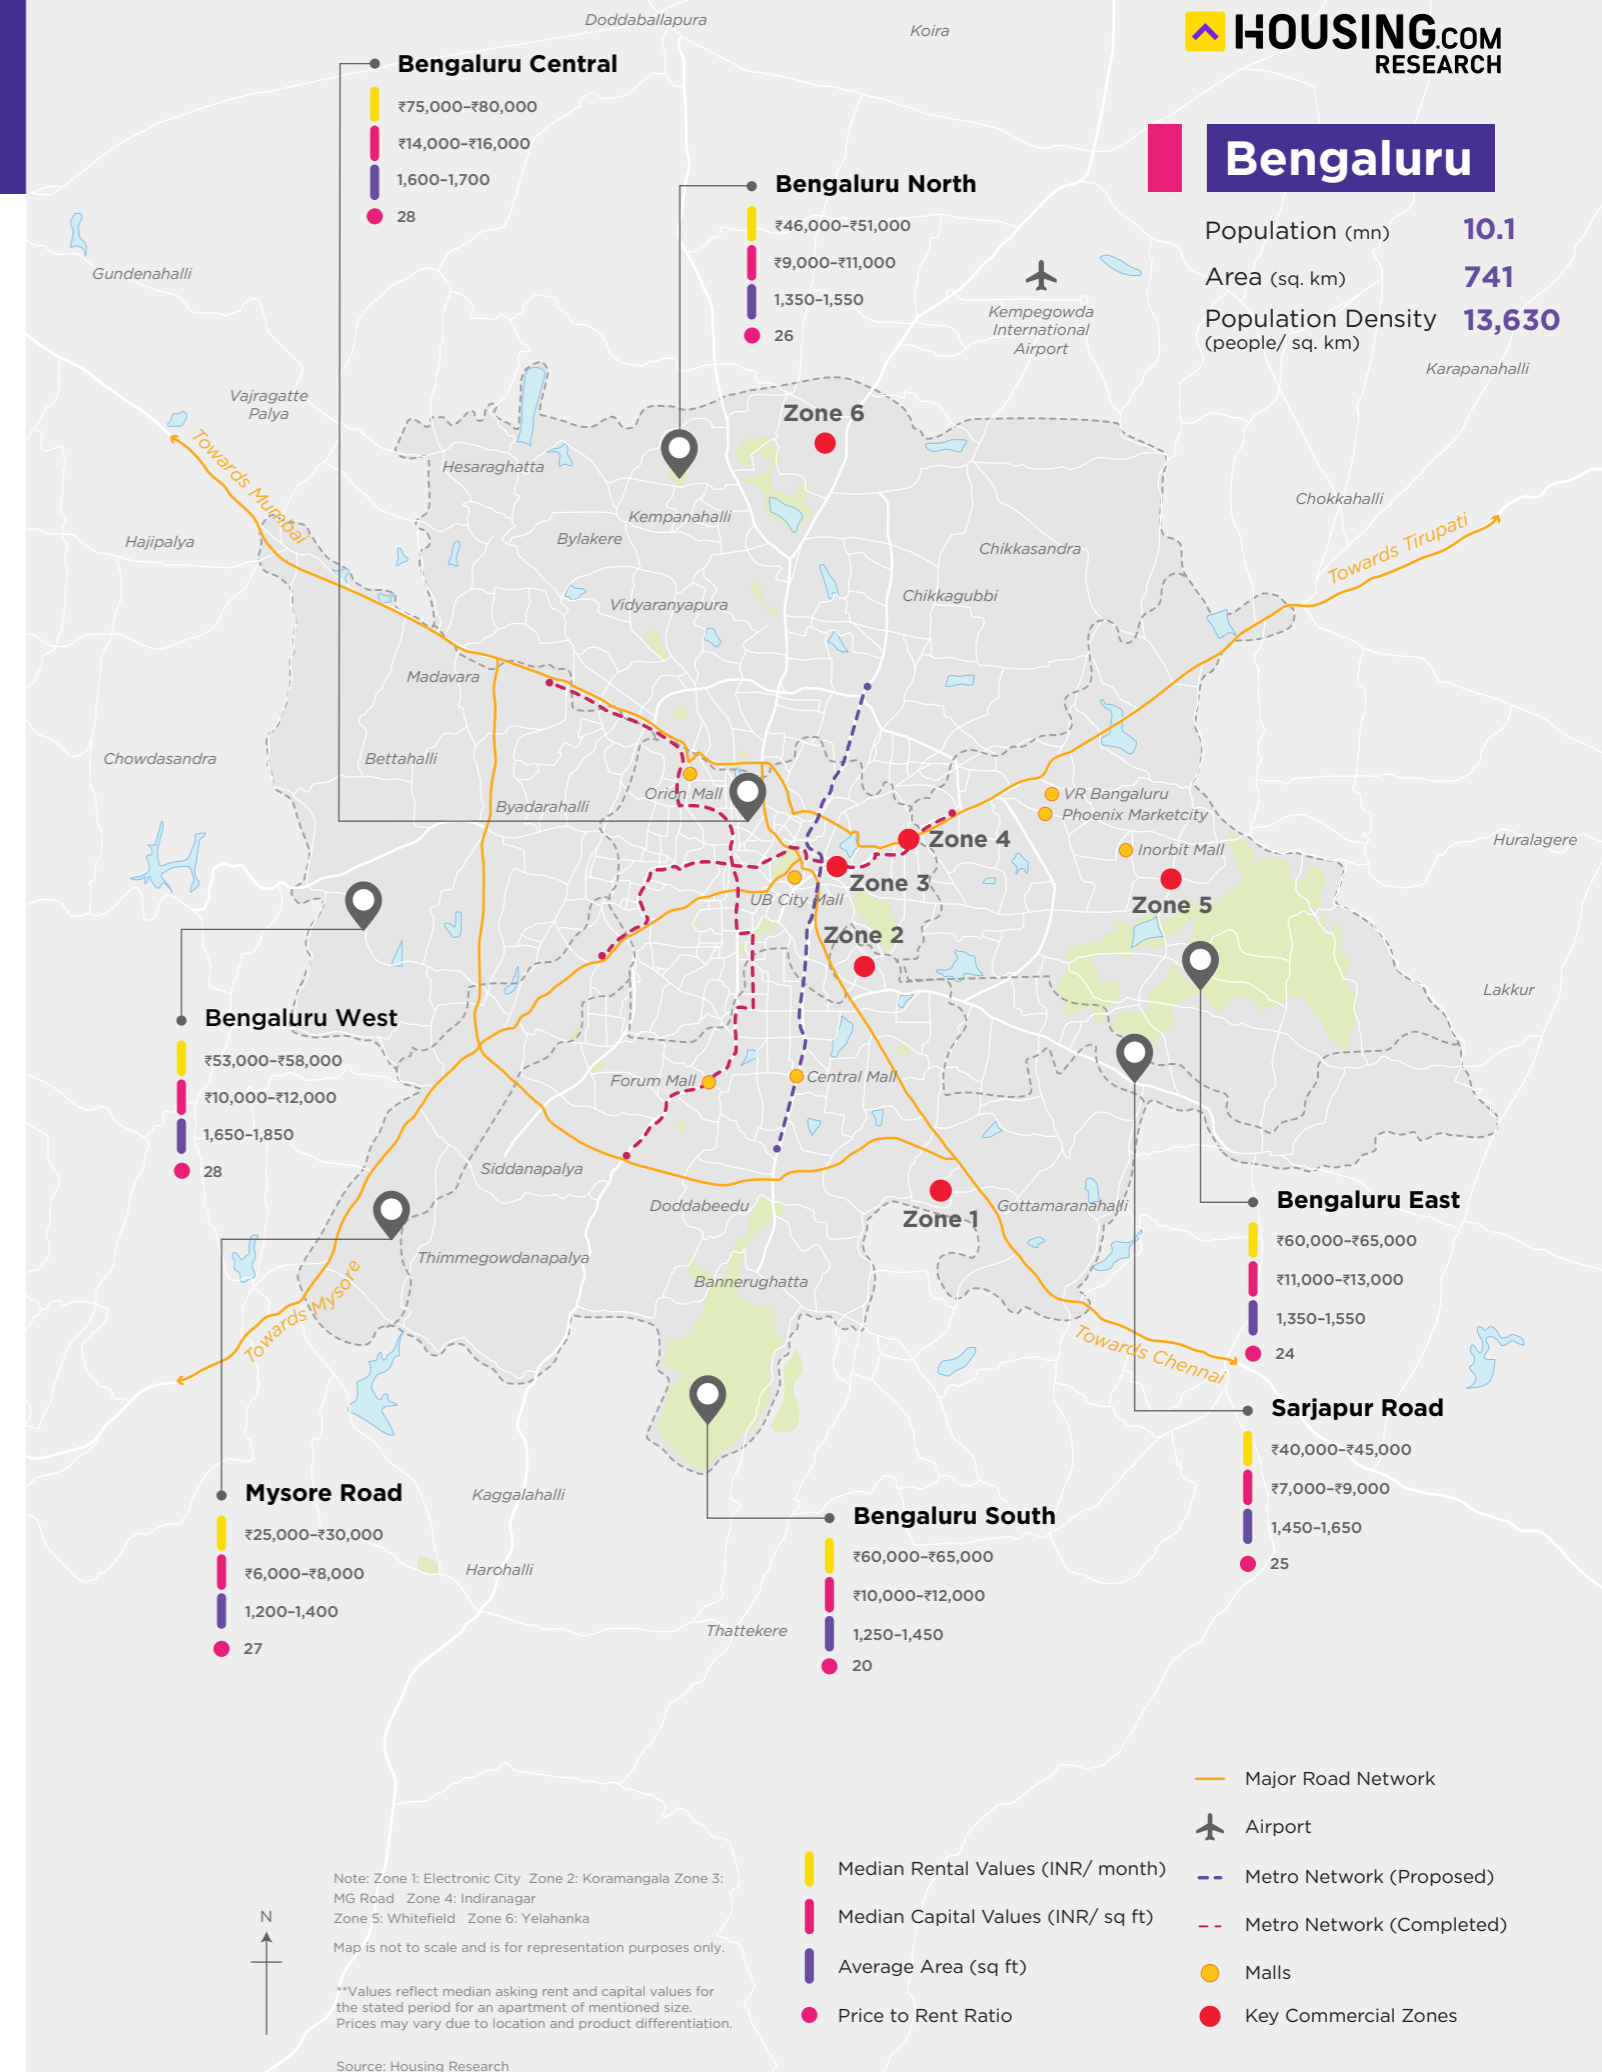 HOUSING.COM
RESEARCH
Bengaluru
Population (mn) 10.1
Area (sq. km) 741
Population Density 13,630
(people/ sq. km)
Doddaballapura
Koira
Bengaluru Central
₹75,000–₹80,000
₹14,000–₹16,000
1,600–1,700
28
Bengaluru North
₹46,000–₹51,000
₹9,000–₹11,000
1,350–1,550
26
Gundenahalli
Kempegowda
International
Airport
Karapanahalli
Vajragatte
Palya
Zone 6
Towards Mumbai
Hesaraghatta
Chokkahalli
Kempanahalli
Towards Tirupati
Hajipalya
Bylakere
Chikkasandra
Vidyaranyapura
Chikkagubbi
Madavara
Chowdasandra
Bettahalli
Orion Mall
VR Bangaluru
Byadarahalli
Phoenix Marketcity
Zone 4
Huralagere
Inorbit Mall
Zone 3
UB City Mall
Zone 5
Zone 2
Lakkur
Bengaluru West
₹53,000–₹58,000
₹10,000–₹12,000
1,650–1,850
28
Forum Mall
Central Mall
Siddanapalya
Doddabeedu
Gottamaranahalli
Zone 1
Thimmegowdanapalya
Bannerughatta
Towards Mysore
Towards Chennai
Bengaluru East
₹60,000–₹65,000
₹11,000–₹13,000
1,350–1,550
24
Sarjapur Road
₹40,000–₹45,000
₹7,000–₹9,000
1,450–1,650
25
Mysore Road
₹25,000–₹30,000
₹6,000–₹8,000
1,200–1,400
27
Kaggalahalli
Harohalli
Bengaluru South
₹60,000–₹65,000
₹10,000–₹12,000
1,250–1,450
20
Thattekere
N
Note: Zone 1: Electronic City Zone 2: Koramangala Zone 3:
MG Road Zone 4: Indiranagar
Zone 5: Whitefield Zone 6: Yelahanka
Map is not to scale and is for representation purposes only.
**Values reflect median asking rent and capital values for
the stated period for an apartment of mentioned size.
Prices may vary due to location and product differentiation.
Source: Housing Research
Median Rental Values (INR/ month)
Median Capital Values (INR/ sq ft)
Average Area (sq ft)
Price to Rent Ratio
Major Road Network
Airport
Metro Network (Proposed)
Metro Network (Completed)
Malls
Key Commercial Zones